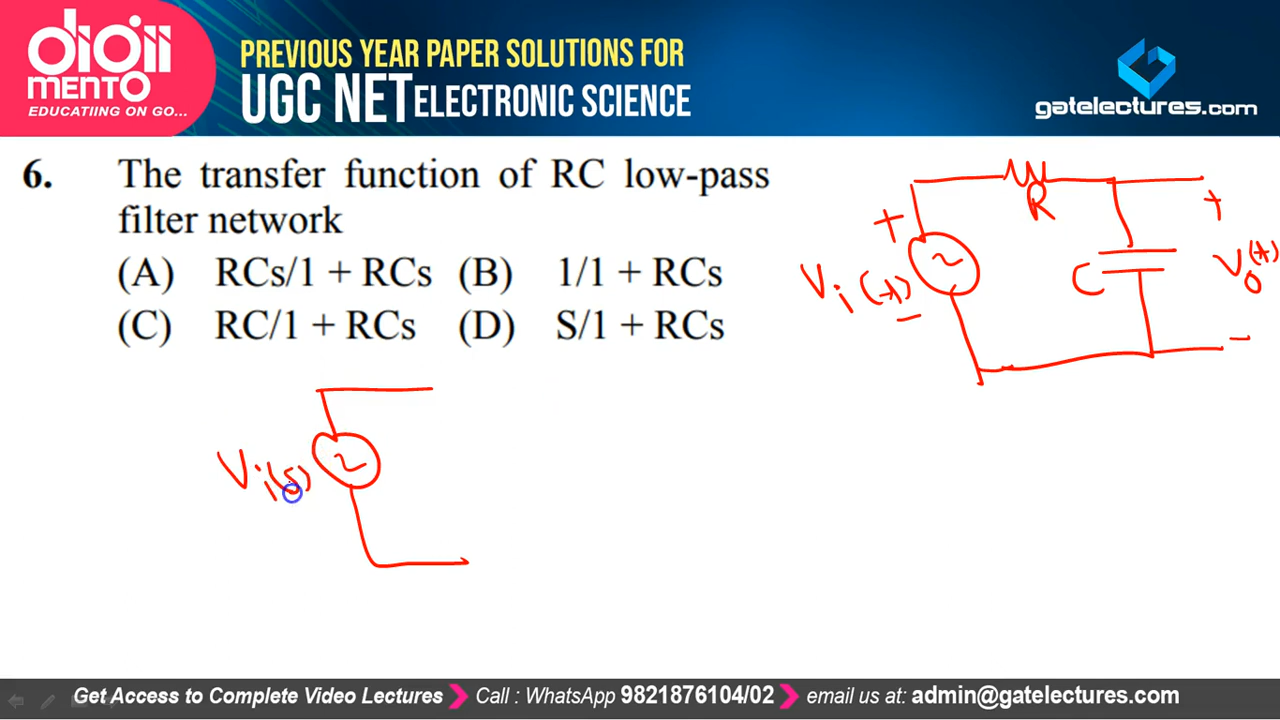 dioii
mento
EDUCATIING ON GO...
PREVIOUS YEAR PAPER SOLUTIONS FOR
UGC NET ELECTRONIC SCIENCE
gatelectures.com
6. The transfer function of RC low-pass
filter network
(A) RCs/1 + RCs (B) 1/1 + RCs
(C) RC/1 + RCs (D) S/1 + RCs
R
+
+
Vi(t)
C
Vo(t)
-
-
Vi(s)
Get Access to Complete Video Lectures Call : WhatsApp 9821876104/02 email us at: admin@gatelectures.com